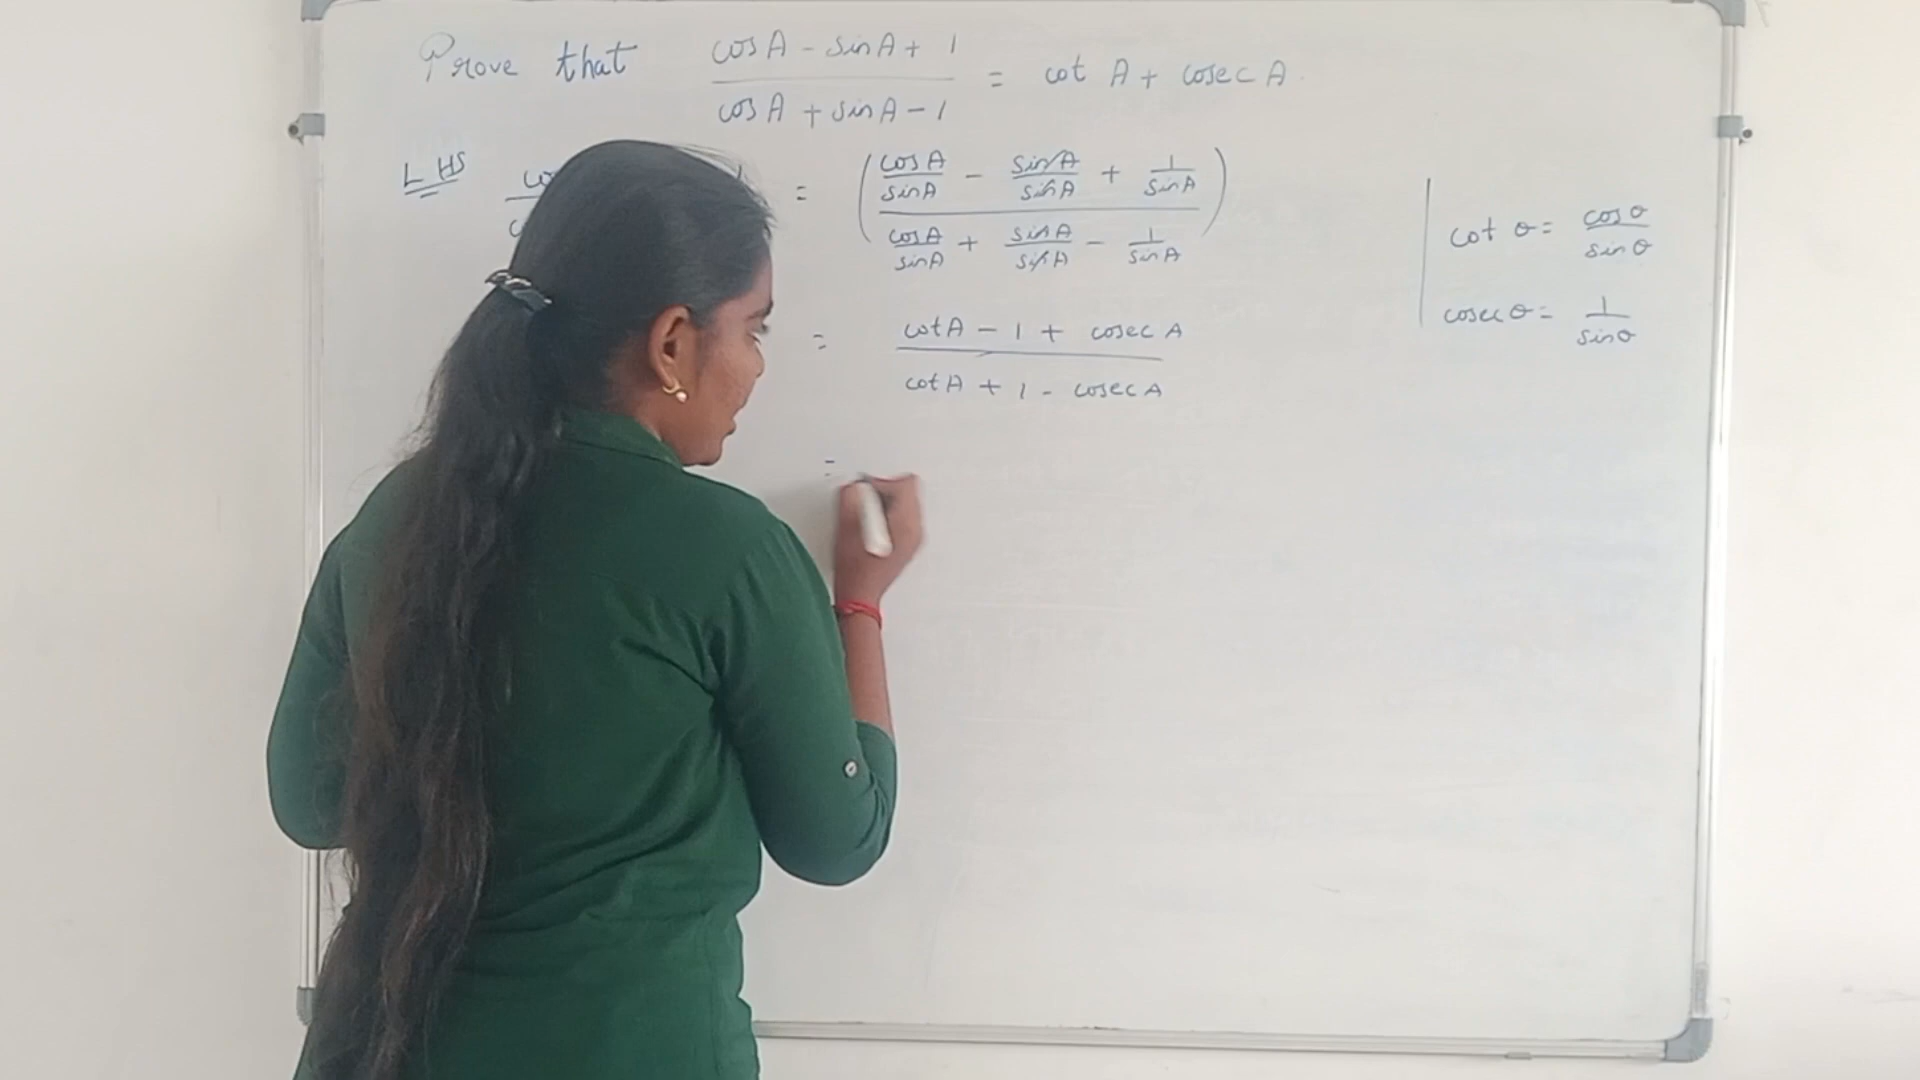 Prove that (cos A - sin A + 1) / (cos A + sin A - 1) = cot A + cosec A.
LHS = ((cos A / sin A) - (sin A / sin A) + (1 / sin A)) / ((cos A / sin A) + (sin A / sin A) - (1 / sin A))
cot θ = cos θ / sin θ
= (cot A - 1 + cosec A) / (cot A + 1 - cosec A)
cosec θ = 1 / sin θ
=